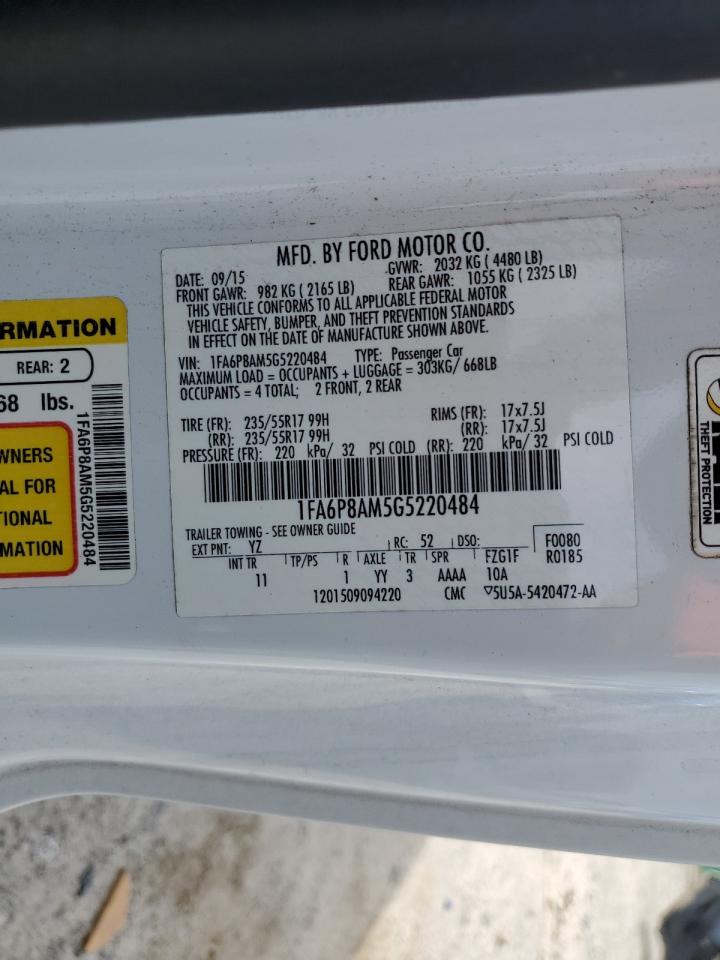 MFD. BY FORD MOTOR CO.
DATE: 09/15 GVWR: 2032 KG ( 4480 LB)
FRONT GAWR: 982 KG ( 2165 LB) REAR GAWR: 1055 KG ( 2325 LB)
THIS VEHICLE CONFORMS TO ALL APPLICABLE FEDERAL MOTOR
VEHICLE SAFETY, BUMPER, AND THEFT PREVENTION STANDARDS
IN EFFECT ON THE DATE OF MANUFACTURE SHOWN ABOVE.
VIN: 1FA6P8AM5G5220484 TYPE: Passenger Car
MAXIMUM LOAD = OCCUPANTS + LUGGAGE = 303KG/ 668LB
OCCUPANTS = 4 TOTAL; 2 FRONT, 2 REAR
TIRE (FR): 235/55R17 99H RIMS (FR): 17x7.5J
(RR): 235/55R17 99H (RR): 17x7.5J
PRESSURE (FR): 220 kPa/ 32 PSI COLD (RR): 220 kPa/ 32 PSI COLD
1FA6P8AM5G5220484
TRAILER TOWING - SEE OWNER GUIDE
EXT PNT: YZ RC: 52 DSO: F0080
INT TR TP/PS R AXLE TR SPR FZG1F R0185
11 1 YY 3 AAAA 10A
1201509094220 CMC ▽5U5A-5420472-AA
RMATION
REAR: 2
68 lbs.
WNERS
AL FOR
TIONAL
MATION
1FA6P8AM5G5220484
THEFT PROTECTION